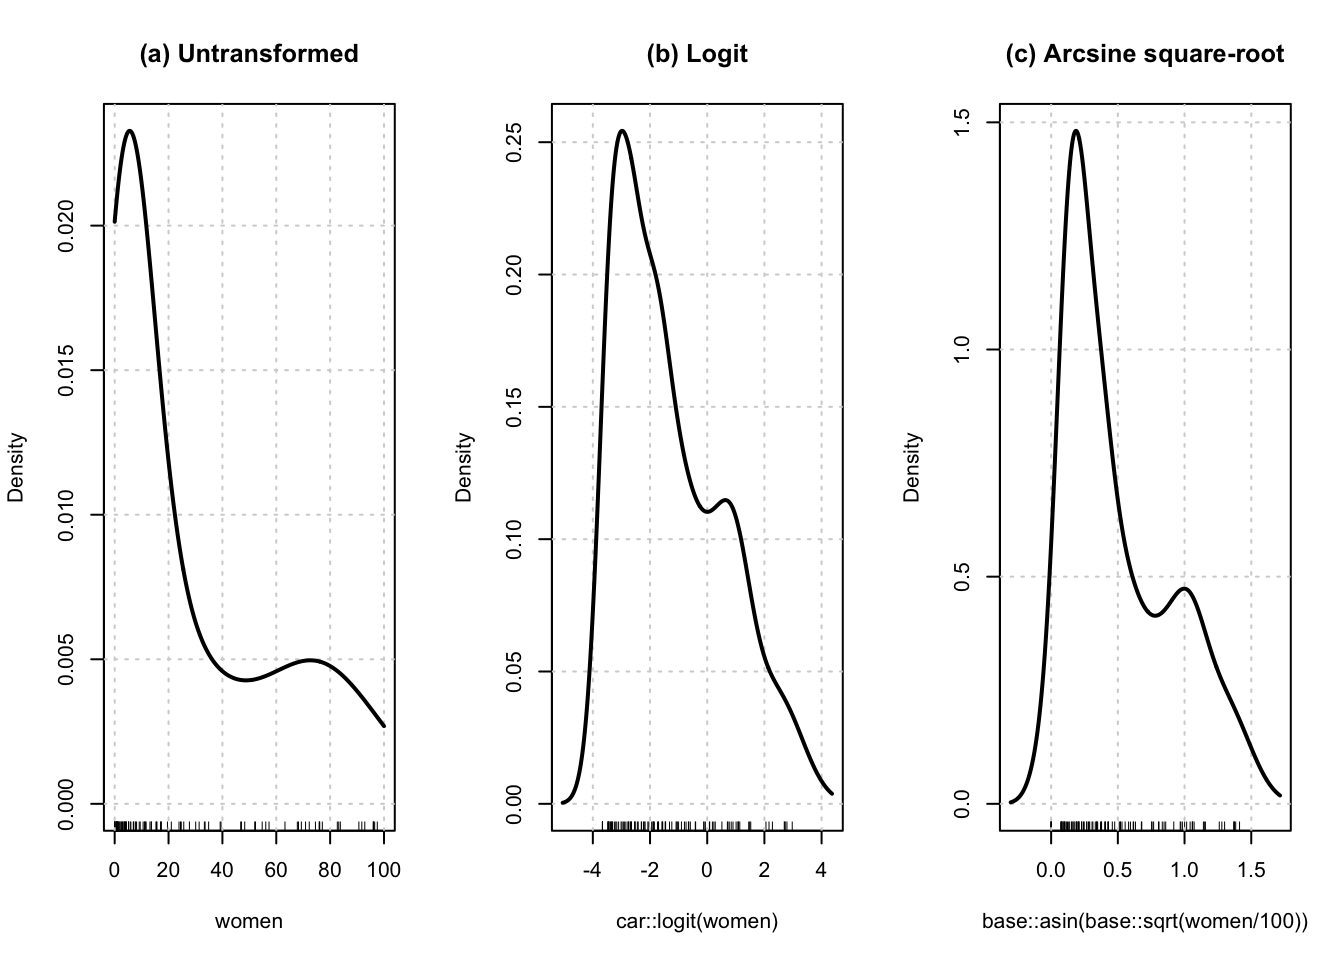 (a) Untransformed
(b) Logit
(c) Arcsine square-root
Density
0.000
0.005
0.010
0.015
0.020
0 20 40 60 80 100
women
Density
0.00
0.05
0.10
0.15
0.20
0.25
-4 -2 0 2 4
car::logit(women)
Density
0.0
0.5
1.0
1.5
0.0 0.5 1.0 1.5
base::asin(base::sqrt(women/100))